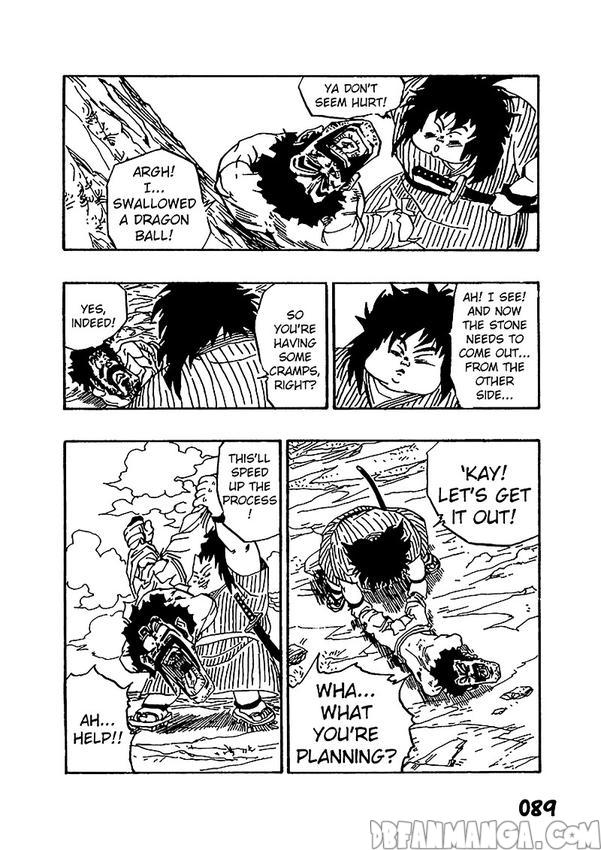 YA DON'T
SEEM HURT!
ARGH!
I...
SWALLOWED
A DRAGON
BALL!
AH! I SEE!
AND NOW
THE STONE
NEEDS TO
COME OUT...
FROM THE
OTHER
SIDE...
SO
YOU'RE
HAVING
SOME
CRAMPS,
RIGHT?
YES,
INDEED!
'KAY!
LET'S GET
IT OUT!
WHA...
WHAT
YOU'RE
PLANNING?
THIS'LL
SPEED
UP THE
PROCESS
!
AH...
HELP!!
089
DBFANMANGA.COM